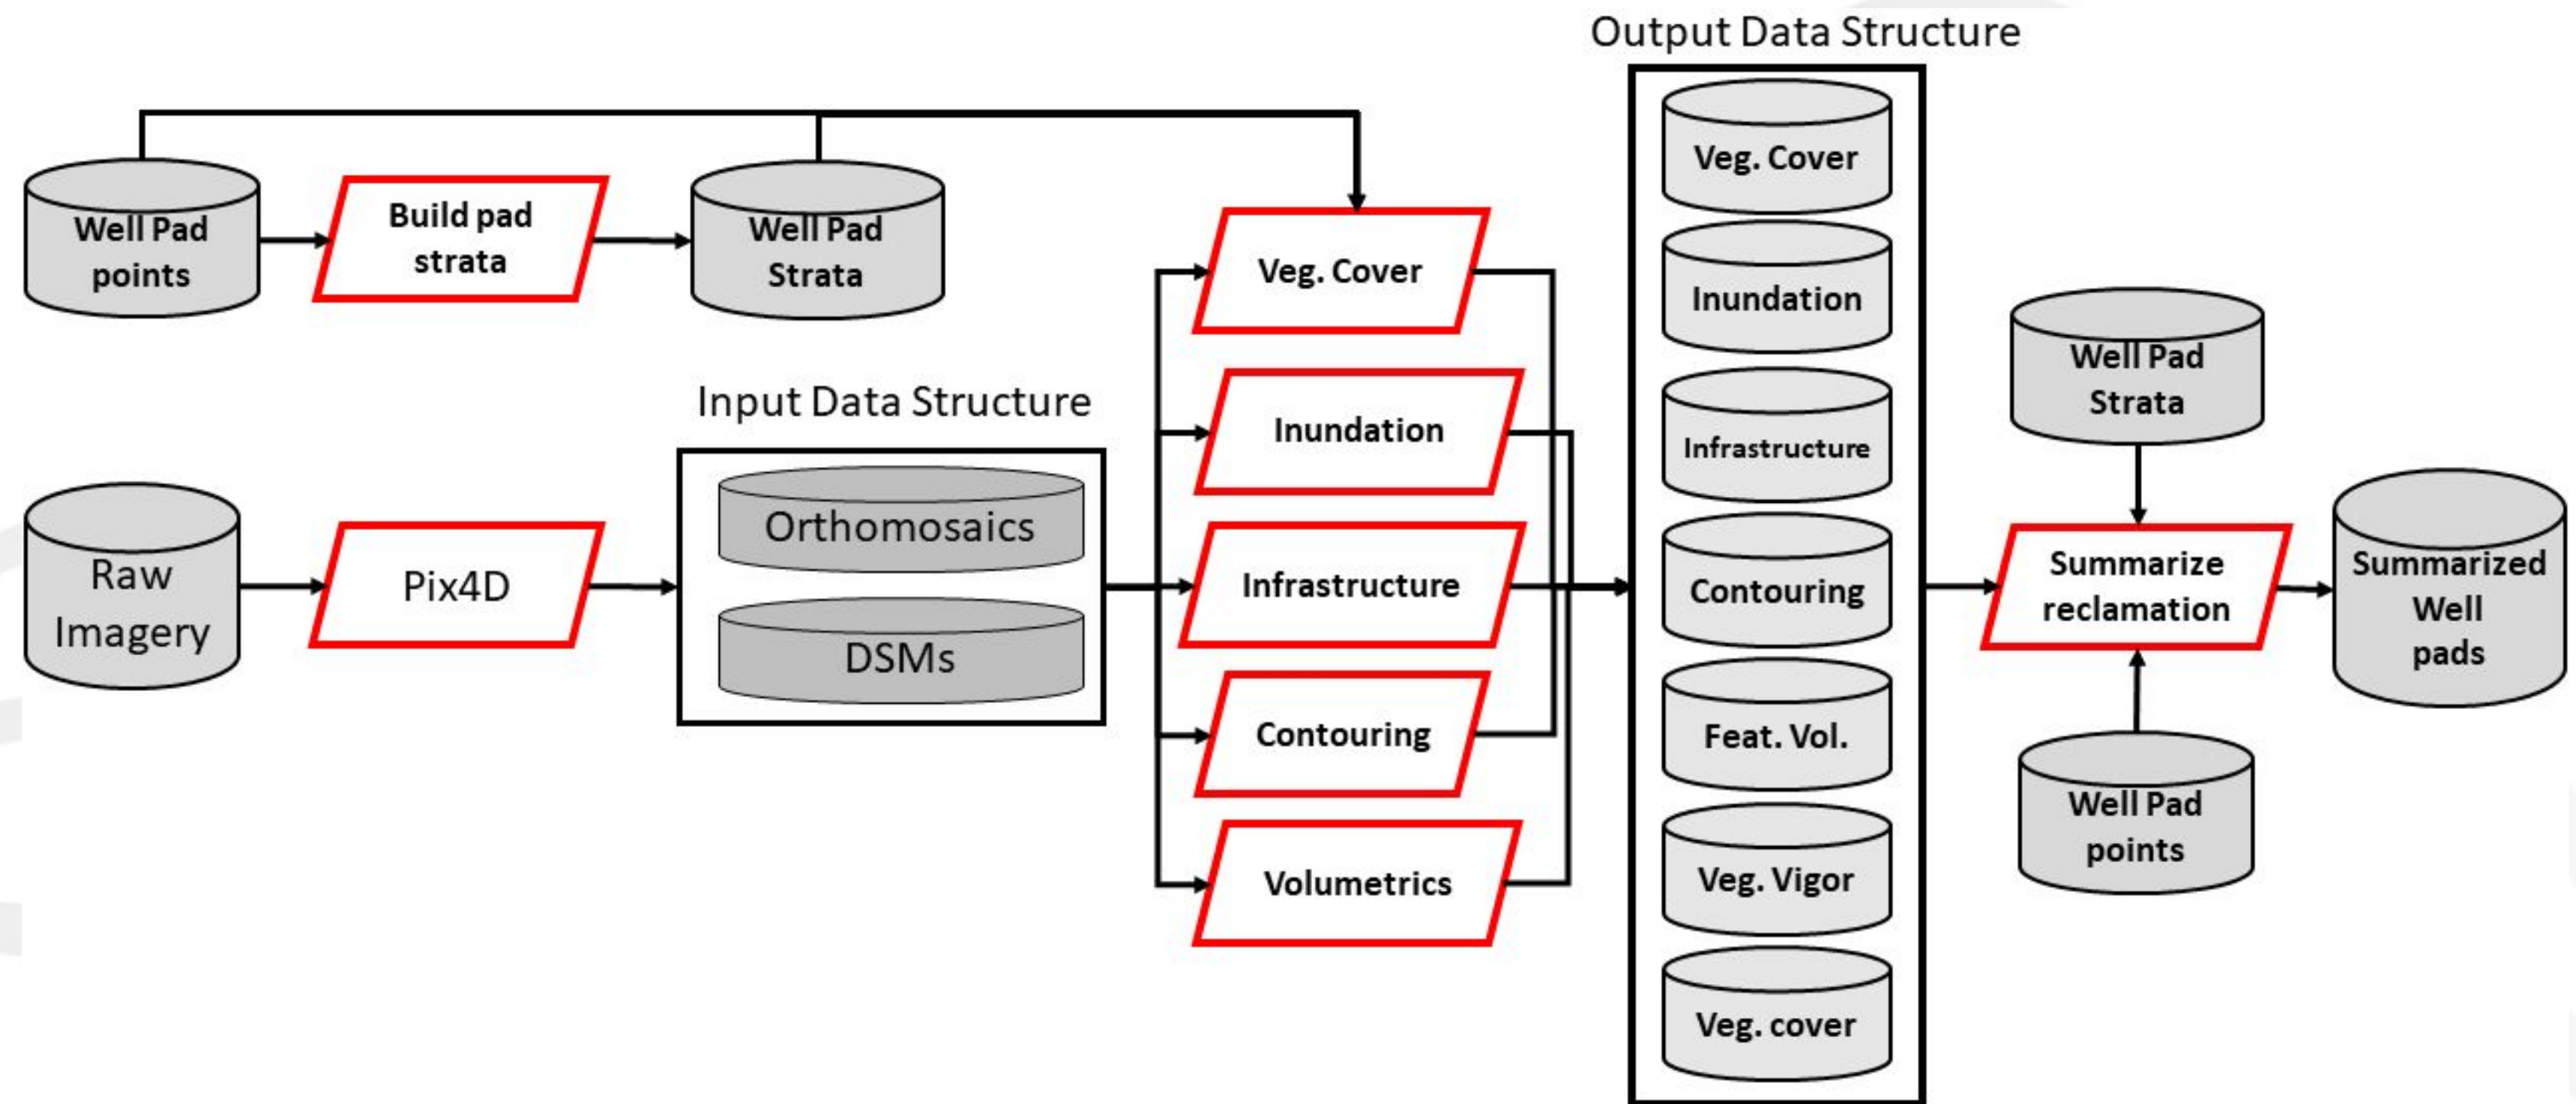 Output Data Structure
Well Pad
points
Build pad
strata
Well Pad
Strata
Input Data Structure
Raw
Imagery
Pix4D
Orthomosaics
DSMs
Veg. Cover
Inundation
Infrastructure
Contouring
Volumetrics
Veg. Cover
Inundation
Infrastructure
Contouring
Feat. Vol.
Veg. Vigor
Veg. cover
Well Pad
Strata
Summarize
reclamation
Well Pad
points
Summarized
Well
pads